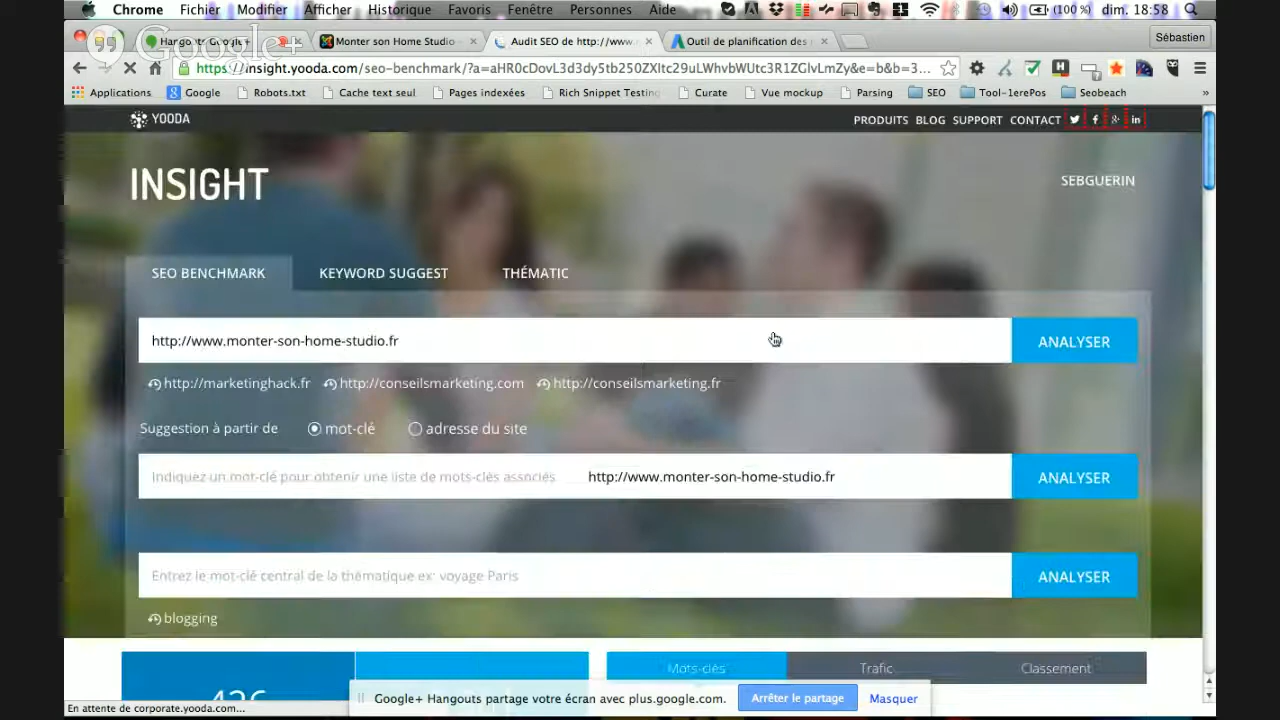 Chrome Fichier Modifier Afficher Historique Favoris Fenêtre Personnes Aide (100 %) dim. 18:58
Google+
Monter son Home Studio Audit SEO de http://www. Outil de planification des Sébastien
https://insight.yooda.com/seo-benchmark/?a=aHR0cDovL3d3dy5tb250ZXItc29uLWhvbWUtc3R1ZGlvLmZy&e=b&b=3...
Applications Google Robots.txt Cache text seul Pages indexées Rich Snippet Testing Curate Vue mockup Parsing SEO Tool-1erePos Seobeach »
YOODA PRODUITS BLOG SUPPORT CONTACT
INSIGHT
SEBGUERIN
SEO BENCHMARK KEYWORD SUGGEST THÉMATIC
http://www.monter-son-home-studio.fr ANALYSER
http://marketinghack.fr http://conseilsmarketing.com http://conseilsmarketing.fr
Suggestion à partir de mot-clé adresse du site
Indiquez un mot-clé pour obtenir une liste de mots-clés associés http://www.monter-son-home-studio.fr ANALYSER
Entrez le mot-clé central de la thématique ex: voyage Paris ANALYSER
blogging
Mots-clés Trafic Classement
Google+ Hangouts partage votre écran avec plus.google.com. Arrêter le partage Masquer
En attente de corporate.yooda.com...